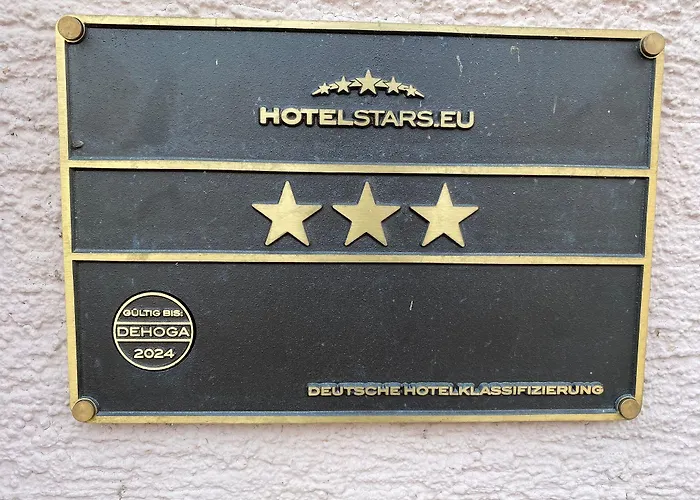 HOTELSTARS.EU
GÜLTIG BIS:
DEHOGA
2024
DEUTSCHE HOTELKLASSIFIZIERUNG